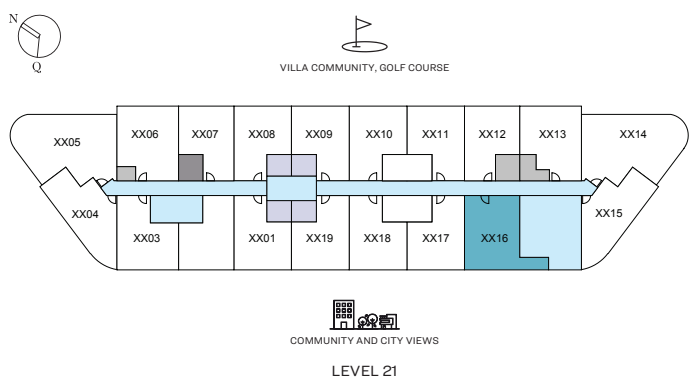 N
Q
VILLA COMMUNITY, GOLF COURSE
XX05
XX06
XX07
XX08
XX09
XX10
XX11
XX12
XX13
XX14
XX04
XX03
XX01
XX19
XX18
XX17
XX16
XX15
COMMUNITY AND CITY VIEWS
LEVEL 21